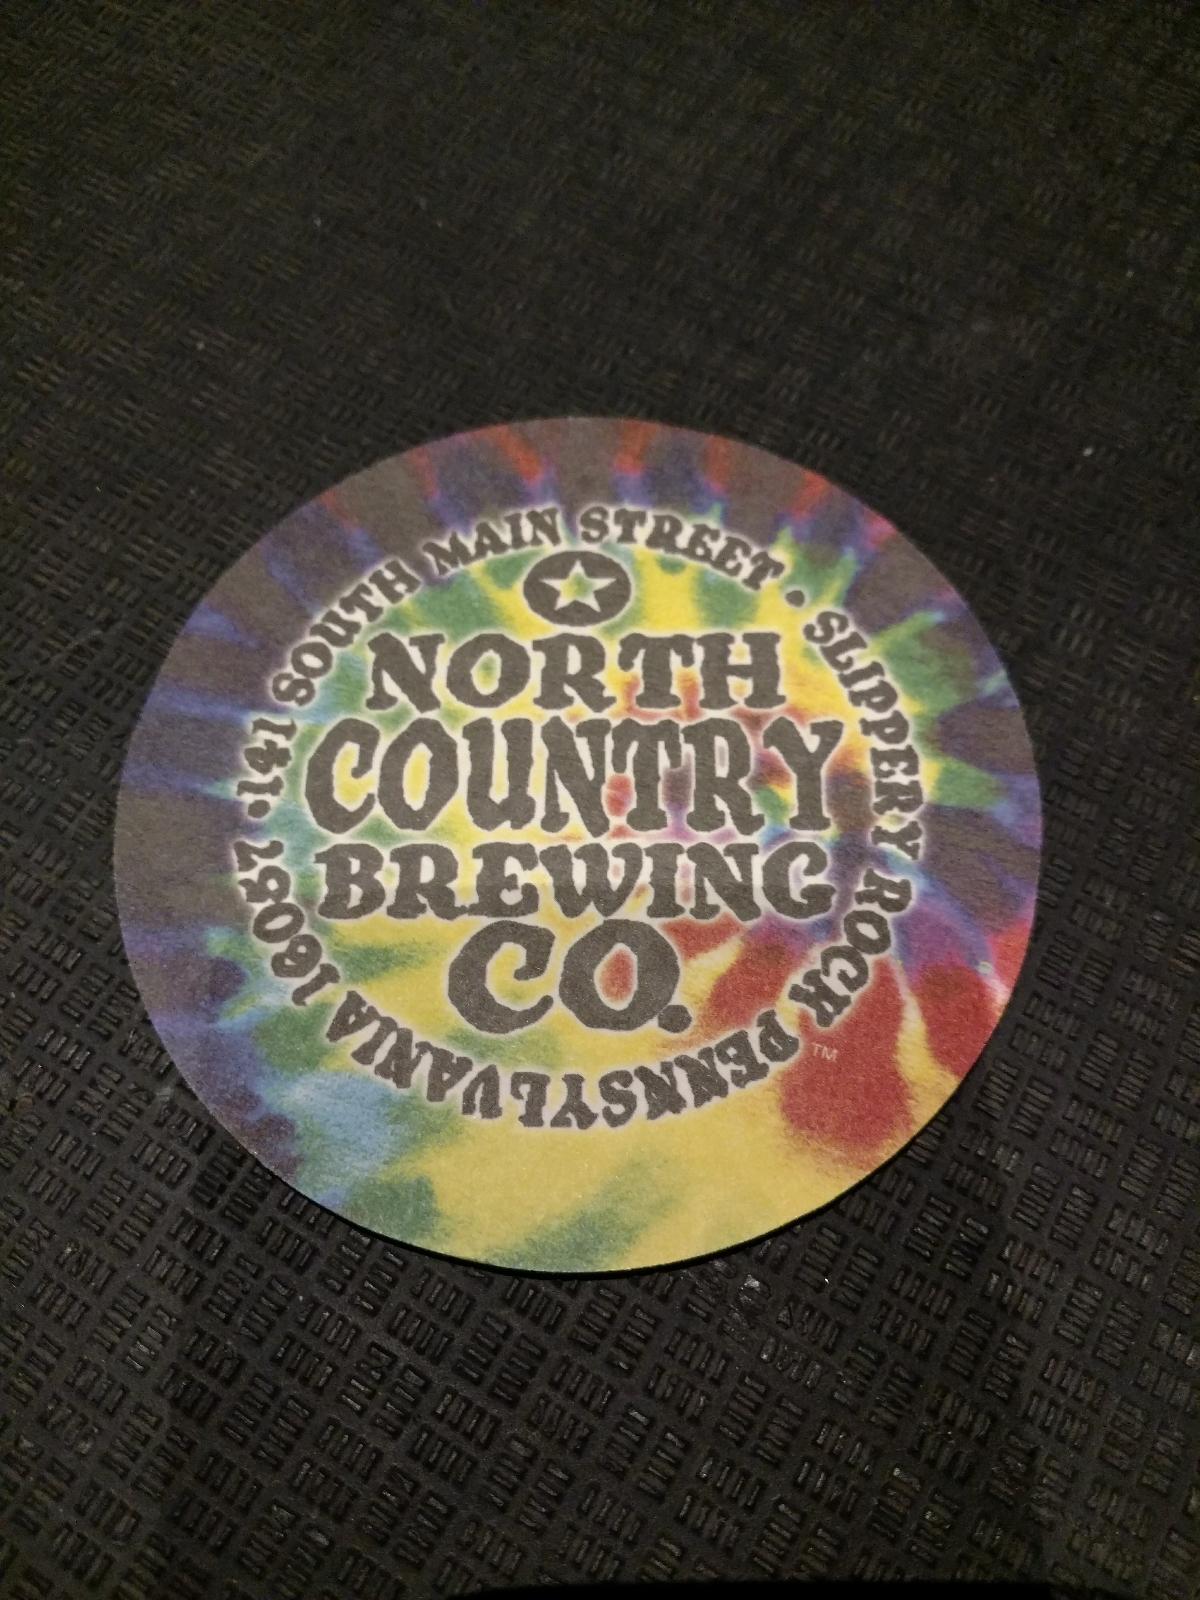 NORTH
COUNTRY
BREWING
CO.
·141 SOUTH MAIN STREET · SLIPPERY ROCK PENNSYLVANIA 16057
TM